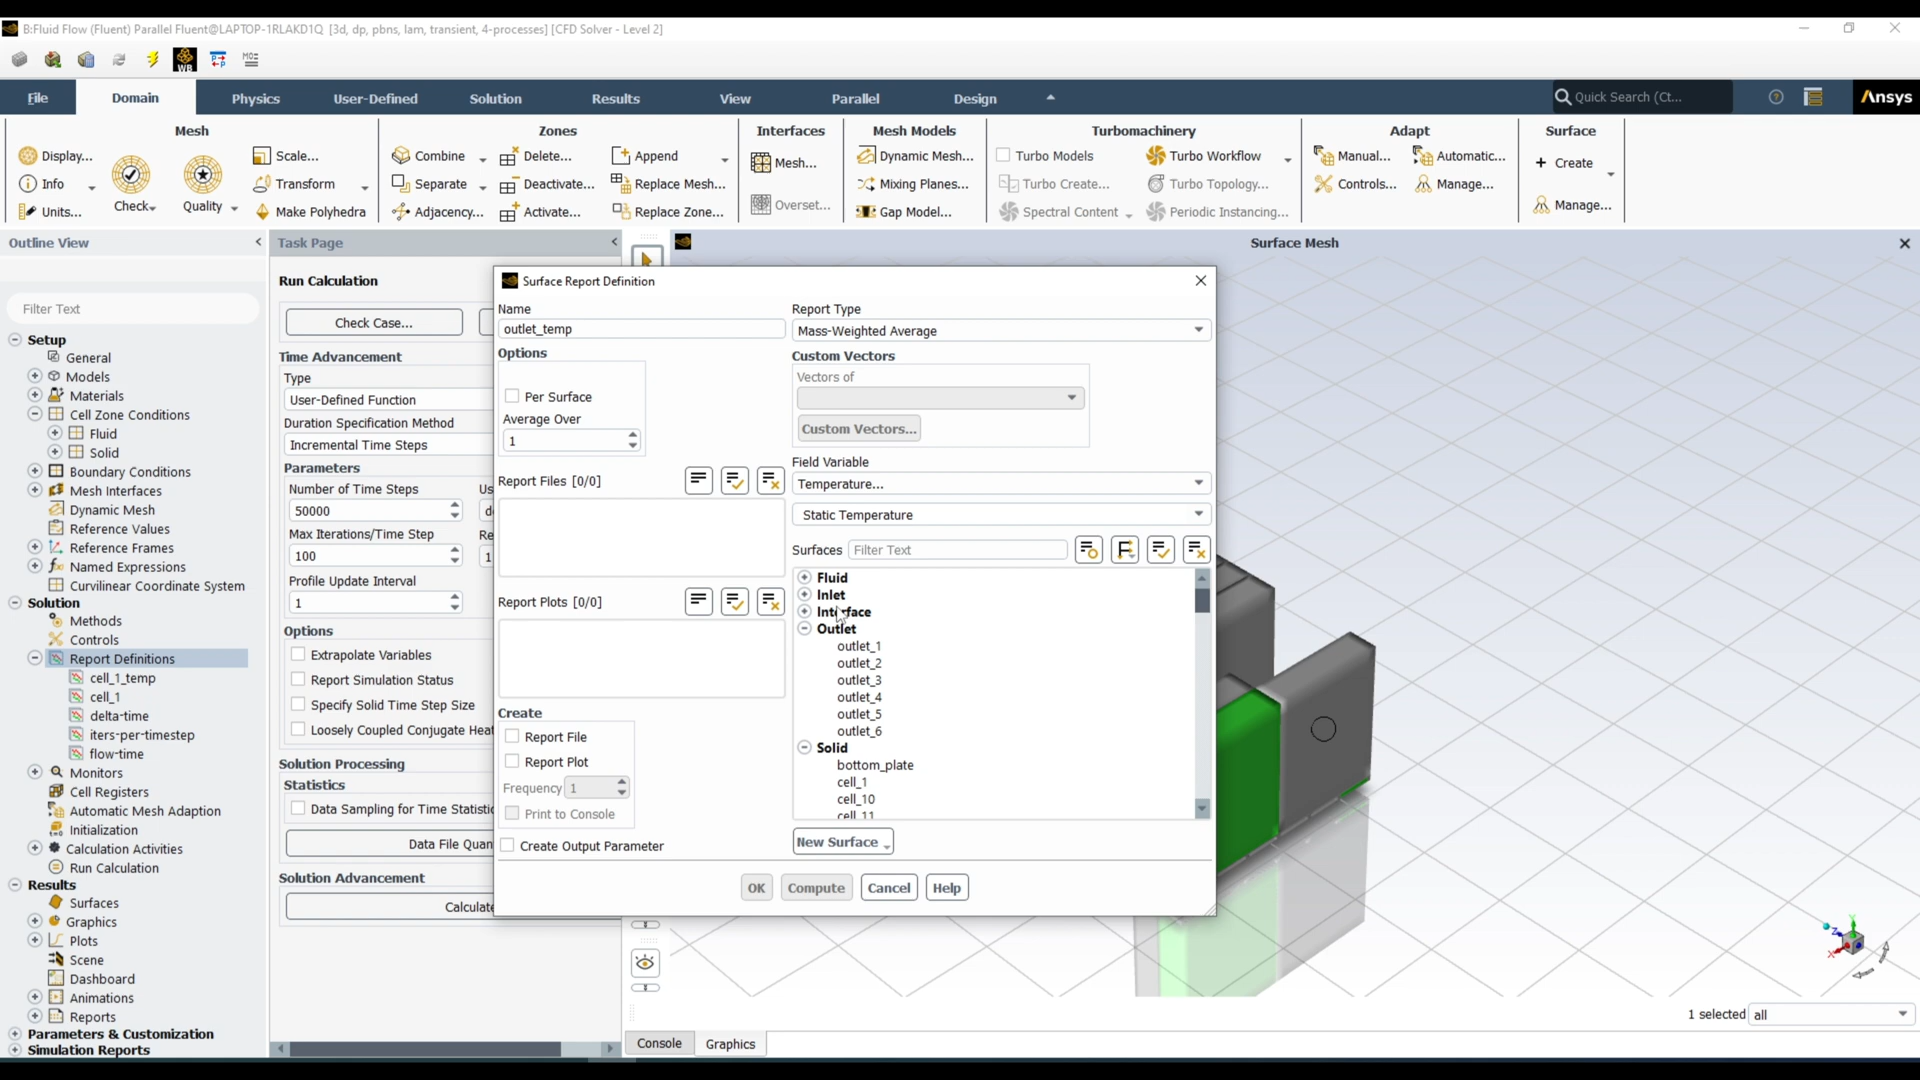 B:Fluid Flow (Fluent) Parallel Fluent@LAPTOP-1RLAKD1Q [3d, dp, pbns, lam, transient, 4-processes] [CFD Solver - Level 2]
WB
File
Domain
Physics
User-Defined
Solution
Results
View
Parallel
Design
Quick Search (Ct...
Ansys
Mesh
Display...
Info
Units...
Check
Quality
Scale...
Transform
Make Polyhedra
Zones
Combine
Separate
Adjacency...
Delete...
Deactivate...
Activate...
Append
Replace Mesh...
Replace Zone...
Interfaces
Mesh...
Overset...
Mesh Models
Dynamic Mesh...
Mixing Planes...
Gap Model...
Turbomachinery
Turbo Models
Turbo Create...
Spectral Content
Turbo Workflow
Turbo Topology...
Periodic Instancing...
Adapt
Manual...
Controls...
Automatic...
Manage...
Surface
Create
Manage...
Outline View
Filter Text
Setup
General
Models
Materials
Cell Zone Conditions
Fluid
Solid
Boundary Conditions
Mesh Interfaces
Dynamic Mesh
Reference Values
Reference Frames
Named Expressions
Curvilinear Coordinate System
Solution
Methods
Controls
Report Definitions
cell_1_temp
cell_1
delta-time
iters-per-timestep
flow-time
Monitors
Cell Registers
Automatic Mesh Adaption
Initialization
Calculation Activities
Run Calculation
Results
Surfaces
Graphics
Plots
Scene
Dashboard
Animations
Reports
Parameters & Customization
Simulation Reports
Task Page
Run Calculation
Check Case...
Time Advancement
Type
User-Defined Function
Duration Specification Method
Incremental Time Steps
Parameters
Number of Time Steps
50000
Max Iterations/Time Step
100
Profile Update Interval
1
Us
Re
1
Options
Extrapolate Variables
Report Simulation Status
Specify Solid Time Step Size
Loosely Coupled Conjugate Heat
Solution Processing
Statistics
Data Sampling for Time Statistic
Data File Quan
Solution Advancement
Calculate
Surface Mesh
Surface Report Definition
Name
outlet_temp
Options
Per Surface
Average Over
1
Report Files [0/0]
Report Plots [0/0]
Create
Report File
Report Plot
Frequency 1
Print to Console
Create Output Parameter
Report Type
Mass-Weighted Average
Custom Vectors
Vectors of
Custom Vectors...
Field Variable
Temperature...
Static Temperature
Surfaces
Filter Text
Fluid
Inlet
Interface
Outlet
outlet_1
outlet_2
outlet_3
outlet_4
outlet_5
outlet_6
Solid
bottom_plate
cell_1
cell_10
cell_11
New Surface
OK
Compute
Cancel
Help
Y
Z
X
1 selected
all
Console
Graphics